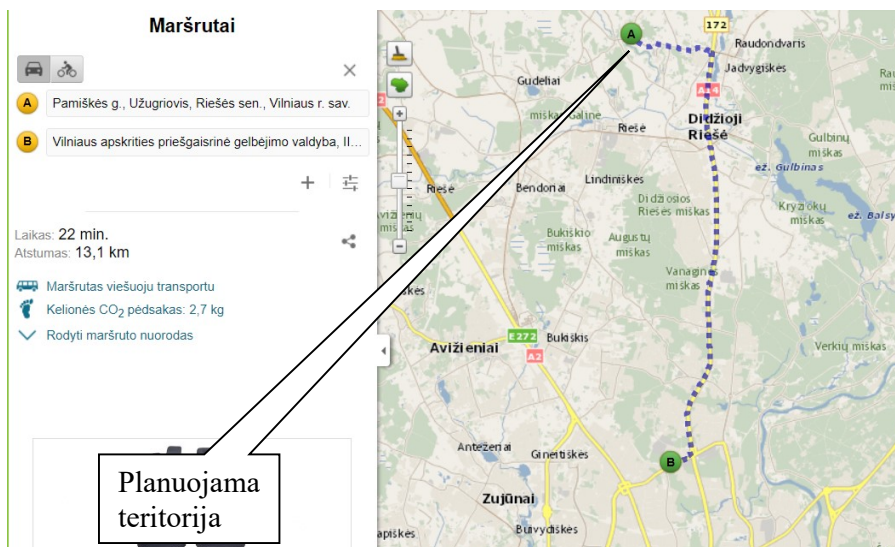 Maršrutai
A Pamiškės g., Užugriovis, Riešės sen., Vilniaus r. sav.
B Vilniaus apskrities priešgaisrinė gelbėjimo valdyba, II...
Laikas: 22 min.
Atstumas: 13,1 km
Maršrutas viešuoju transportu
Kelionės CO2 pėdsakas: 2,7 kg
Rodyti maršruto nuorodas
Planuojama
teritorija
A
172
Raudondvaris
Jadvygiškės
Gudeliai
A14
Didžioji
Riešė
Riešė
Gulbinų
miškas
ež. Gulbinas
Lindiniškės
Riešė
Bendoriai
Didžiosios
Riešės miškas
Kryžiokų
miškas
ež. Balsy
Bukiškio
miškas
Augustų
miškas
Vanaginės
miškas
E272
Bukiškis
Avižieniai
A2
Verkių miškas
Antežeriai
Gineitiškės
B
Zujūnai
Buivydiškės